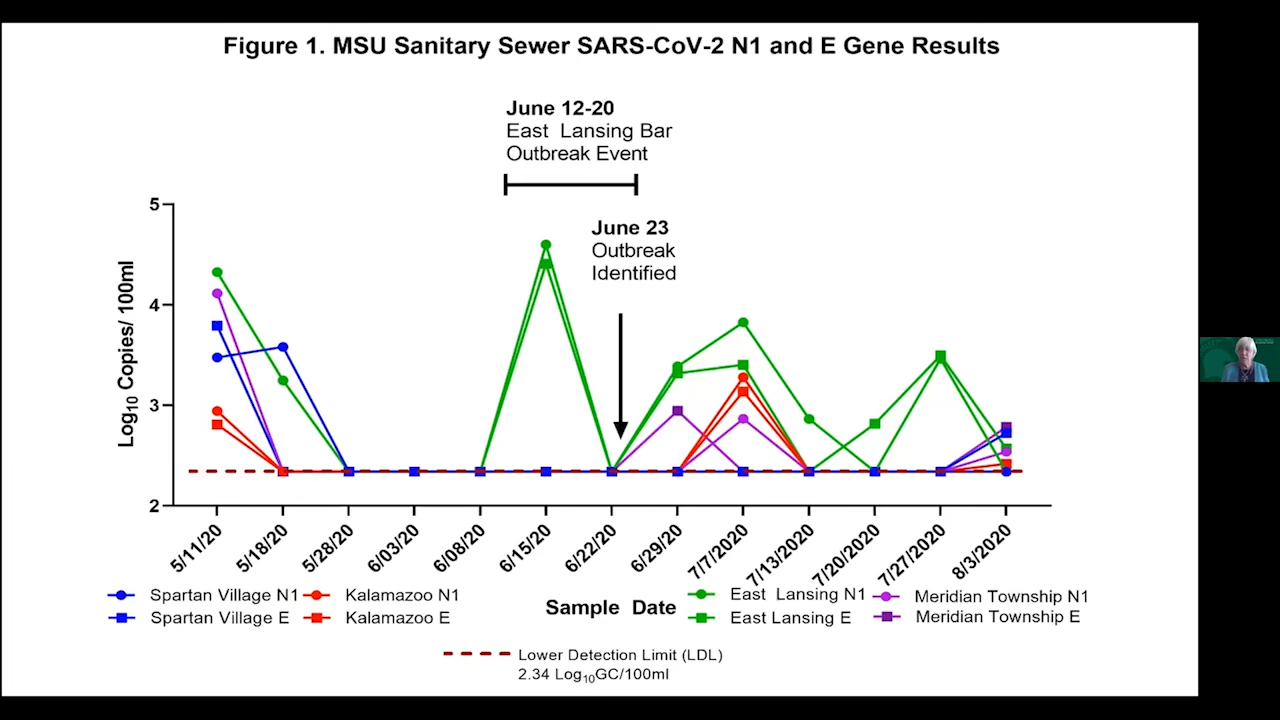 Figure 1. MSU Sanitary Sewer SARS-CoV-2 N1 and E Gene Results
June 12-20
East Lansing Bar
Outbreak Event
June 23
Outbreak
Identified
Log10 Copies/ 100ml
5
4
3
2
5/11/20
5/18/20
5/28/20
6/03/20
6/08/20
6/15/20
6/22/20
6/29/20
7/7/2020
7/13/2020
7/20/2020
7/27/2020
8/3/2020
Sample Date
Spartan Village N1
Spartan Village E
Kalamazoo N1
Kalamazoo E
East Lansing N1
East Lansing E
Meridian Township N1
Meridian Township E
Lower Detection Limit (LDL)
2.34 Log10GC/100ml